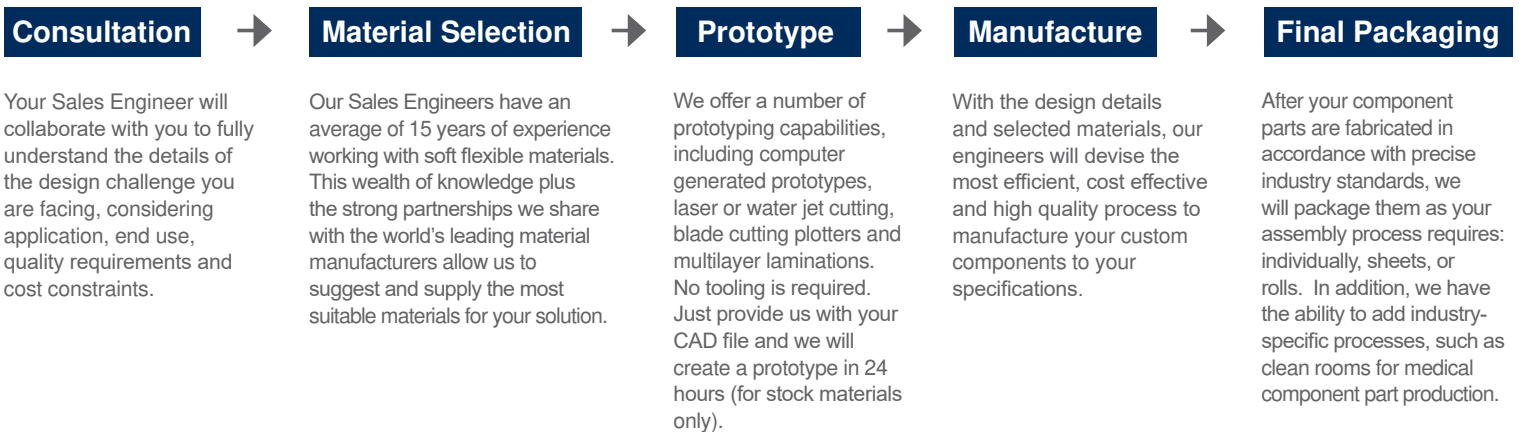 Consultation
Material Selection
Prototype
Manufacture
Final Packaging
Your Sales Engineer will
collaborate with you to fully
understand the details of
the design challenge you
are facing, considering
application, end use,
quality requirements and
cost constraints.
Our Sales Engineers have an
average of 15 years of experience
working with soft flexible materials.
This wealth of knowledge plus
the strong partnerships we share
with the world’s leading material
manufacturers allow us to
suggest and supply the most
suitable materials for your solution.
We offer a number of
prototyping capabilities,
including computer
generated prototypes,
laser or water jet cutting,
blade cutting plotters and
multilayer laminations.
No tooling is required.
Just provide us with your
CAD file and we will
create a prototype in 24
hours (for stock materials
only).
With the design details
and selected materials, our
engineers will devise the
most efficient, cost effective
and high quality process to
manufacture your custom
components to your
specifications.
After your component
parts are fabricated in
accordance with precise
industry standards, we
will package them as your
assembly process requires:
individually, sheets, or
rolls.  In addition, we have
the ability to add industry-
specific processes, such as
clean rooms for medical
component part production.